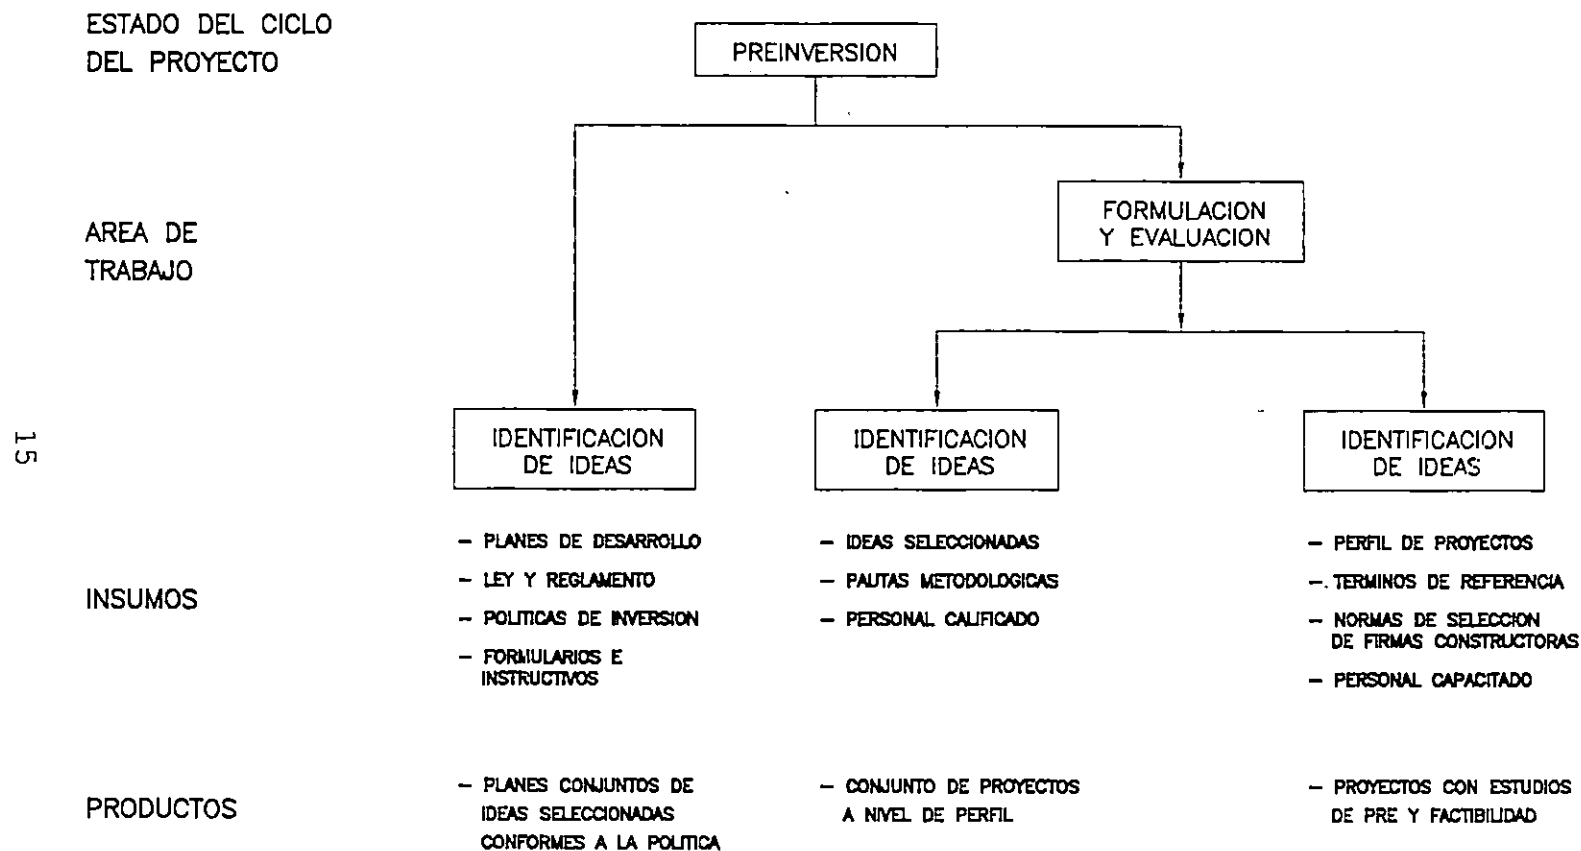 ESTADO DEL CICLO
DEL PROYECTO
PREINVERSION
AREA DE
TRABAJO
FORMULACION
Y EVALUACION
IDENTIFICACION
DE IDEAS
IDENTIFICACION
DE IDEAS
IDENTIFICACION
DE IDEAS
15
INSUMOS
– PLANES DE DESARROLLO
– LEY Y REGLAMENTO
– POLITICAS DE INVERSION
– FORMULARIOS E
INSTRUCTIVOS
– IDEAS SELECCIONADAS
– PAUTAS METODOLOGICAS
– PERSONAL CALIFICADO
– PERFIL DE PROYECTOS
– TERMINOS DE REFERENCIA
– NORMAS DE SELECCION
DE FIRMAS CONSTRUCTORAS
– PERSONAL CAPACITADO
PRODUCTOS
– PLANES CONJUNTOS DE
IDEAS SELECCIONADAS
CONFORMES A LA POLITICA
– CONJUNTO DE PROYECTOS
A NIVEL DE PERFIL
– PROYECTOS CON ESTUDIOS
DE PRE Y FACTIBILIDAD